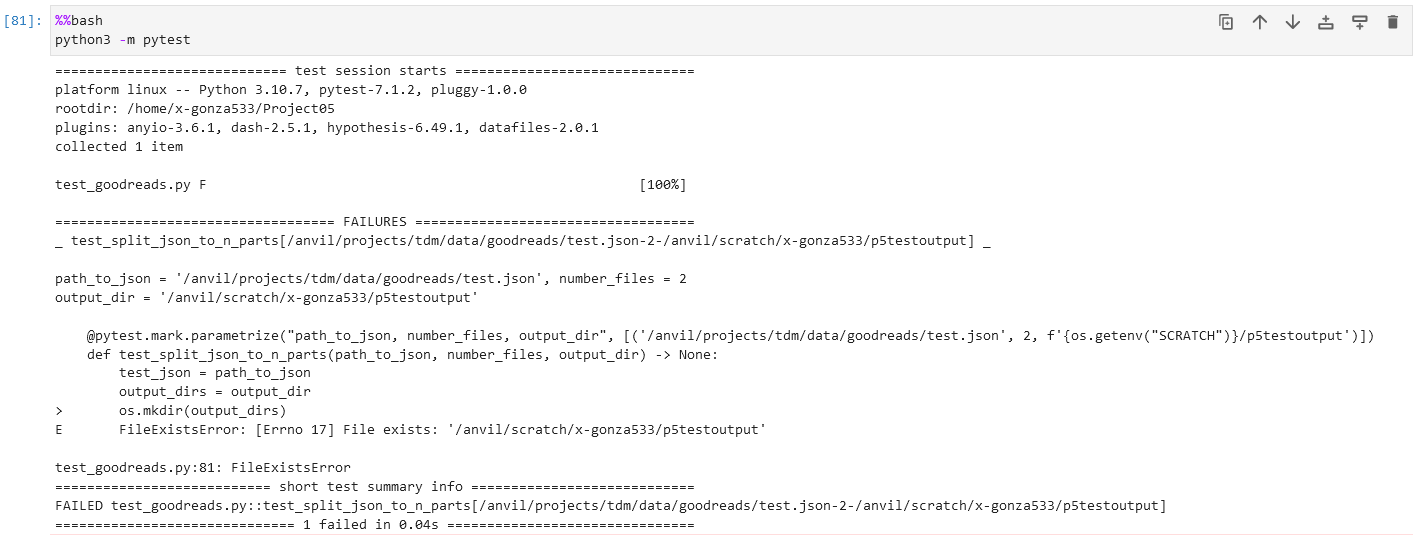 [81]: %%bash
python3 -m pytest
============================= test session starts ==============================
platform linux -- Python 3.10.7, pytest-7.1.2, pluggy-1.0.0
rootdir: /home/x-gonza533/Project05
plugins: anyio-3.6.1, dash-2.5.1, hypothesis-6.49.1, datafiles-2.0.1
collected 1 item
test_goodreads.py F                                                      [100%]
=================================== FAILURES ===================================
_ test_split_json_to_n_parts[/anvil/projects/tdm/data/goodreads/test.json-2-/anvil/scratch/x-gonza533/p5testoutput] _
path_to_json = '/anvil/projects/tdm/data/goodreads/test.json', number_files = 2
output_dir = '/anvil/scratch/x-gonza533/p5testoutput'
    @pytest.mark.parametrize("path_to_json, number_files, output_dir", [('/anvil/projects/tdm/data/goodreads/test.json', 2, f'{os.getenv("SCRATCH")}/p5testoutput')])
    def test_split_json_to_n_parts(path_to_json, number_files, output_dir) -> None:
        test_json = path_to_json
        output_dirs = output_dir
>       os.mkdir(output_dirs)
E       FileExistsError: [Errno 17] File exists: '/anvil/scratch/x-gonza533/p5testoutput'
test_goodreads.py:81: FileExistsError
=========================== short test summary info ============================
FAILED test_goodreads.py::test_split_json_to_n_parts[/anvil/projects/tdm/data/goodreads/test.json-2-/anvil/scratch/x-gonza533/p5testoutput]
============================== 1 failed in 0.04s ===============================